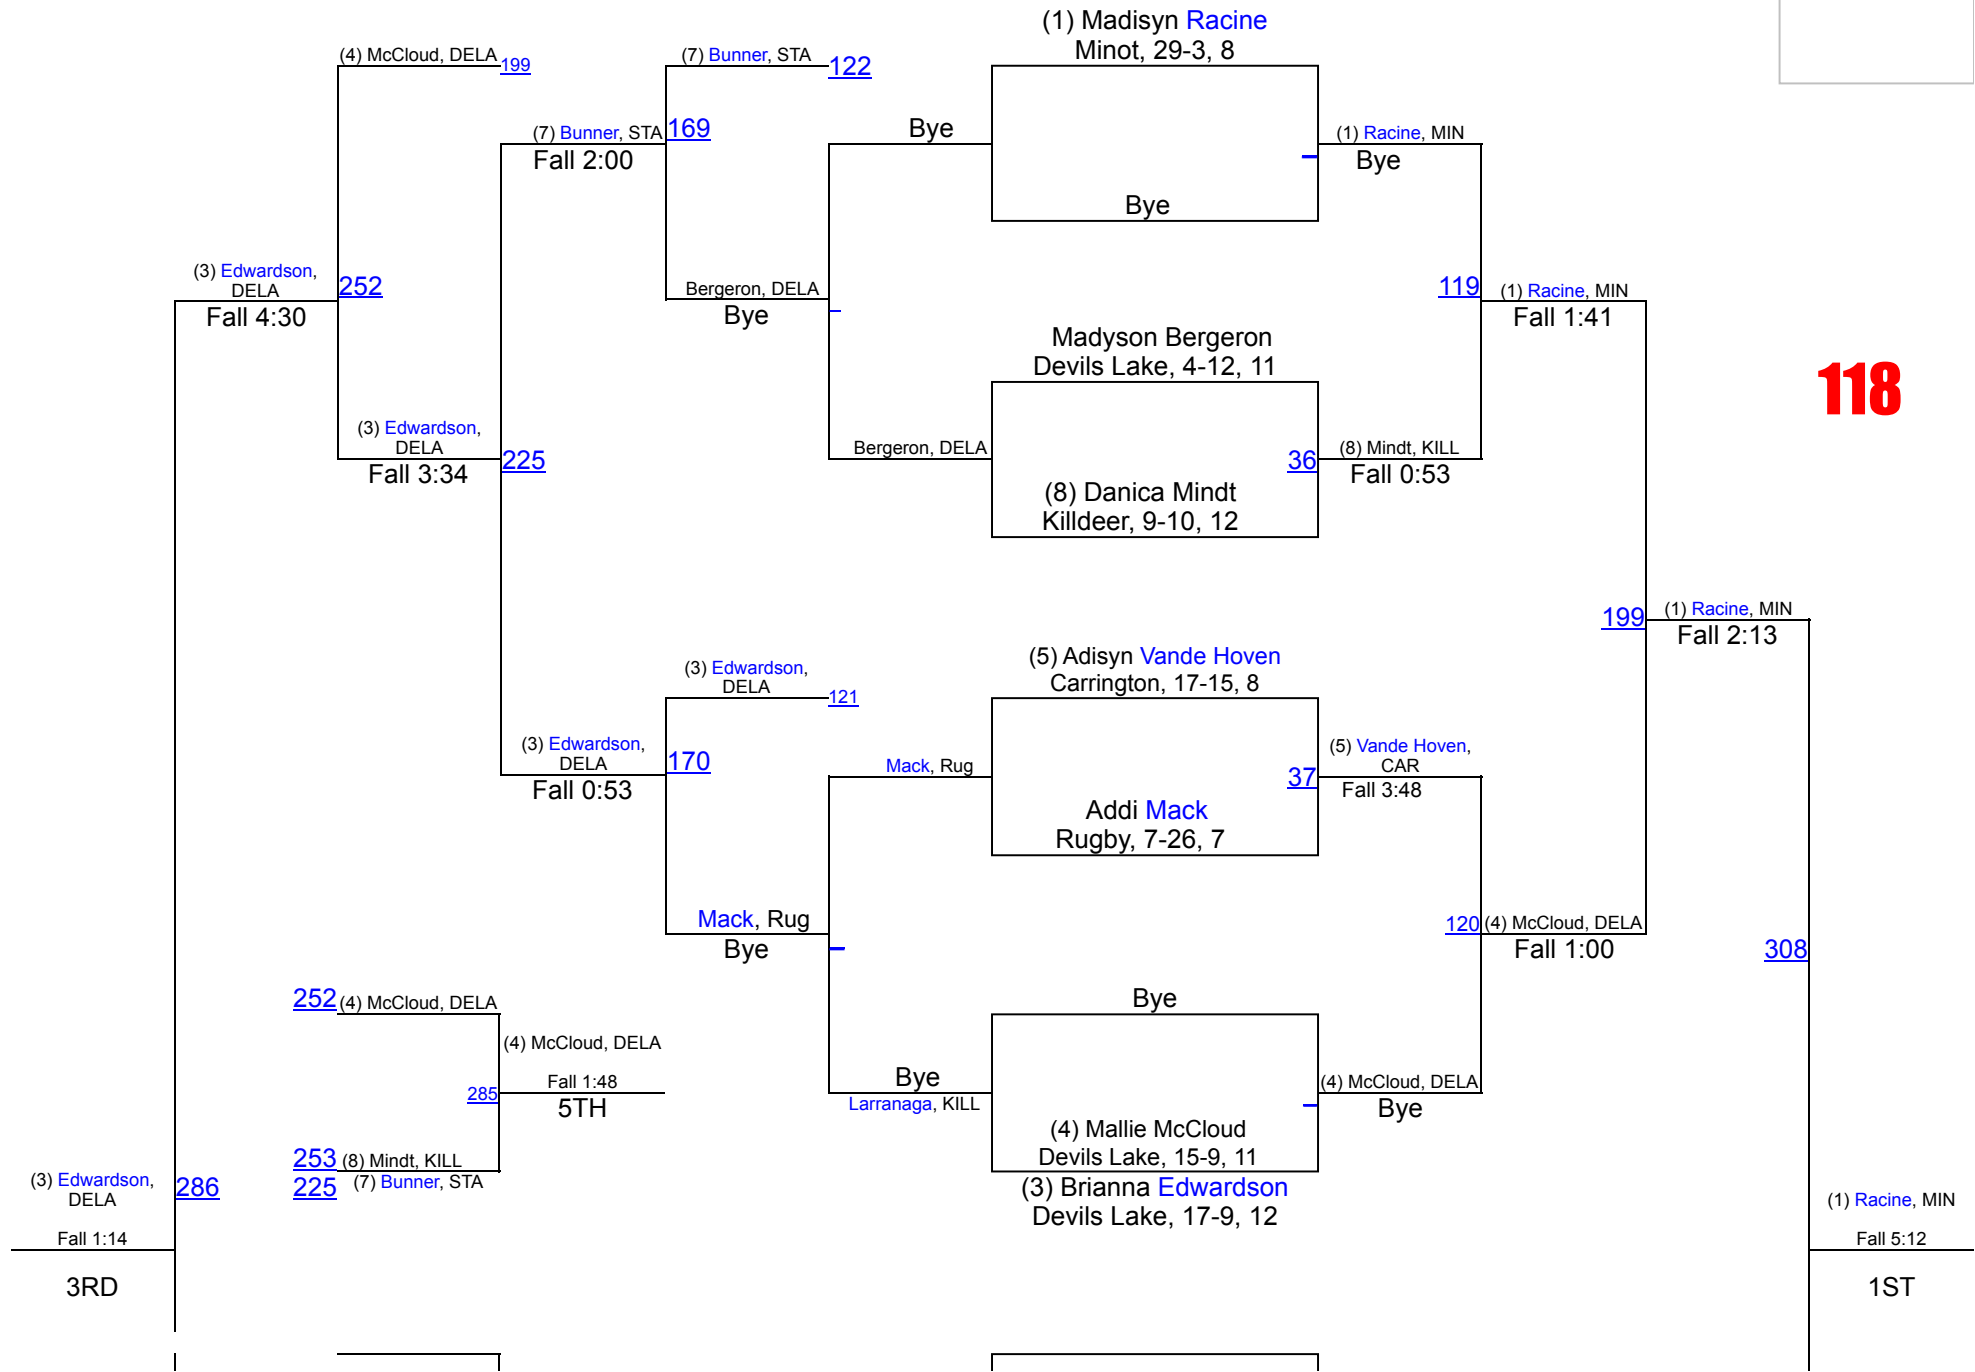 (1) Madisyn Racine
Minot, 29-3, 8
(4) McCloud, DELA
199
(7) Bunner, STA
122
(7) Bunner, STA
169
Fall 2:00
Bye
(1) Racine, MIN
Bye
Bye
(3) Edwardson,
DELA
252
Fall 4:30
Bergeron, DELA
Bye
119
(1) Racine, MIN
Fall 1:41
Madyson Bergeron
Devils Lake, 4-12, 11
118
(3) Edwardson,
DELA
225
Fall 3:34
Bergeron, DELA
36
(8) Mindt, KILL
Fall 0:53
(8) Danica Mindt
Killdeer, 9-10, 12
199
(1) Racine, MIN
Fall 2:13
(3) Edwardson,
DELA
121
(5) Adisyn Vande Hoven
Carrington, 17-15, 8
(3) Edwardson,
DELA
170
Fall 0:53
Mack, Rug
37
(5) Vande Hoven,
CAR
Fall 3:48
Addi Mack
Rugby, 7-26, 7
Mack, Rug
Bye
120
(4) McCloud, DELA
Fall 1:00
308
252
(4) McCloud, DELA
Bye
(4) McCloud, DELA
Fall 1:48
285
5TH
Bye
Larranaga, KILL
(4) McCloud, DELA
Bye
(4) Mallie McCloud
Devils Lake, 15-9, 11
253
(8) Mindt, KILL
225
(7) Bunner, STA
(3) Edwardson,
DELA
286
Fall 1:14
3RD
(3) Brianna Edwardson
Devils Lake, 17-9, 12
(1) Racine, MIN
Fall 5:12
1ST